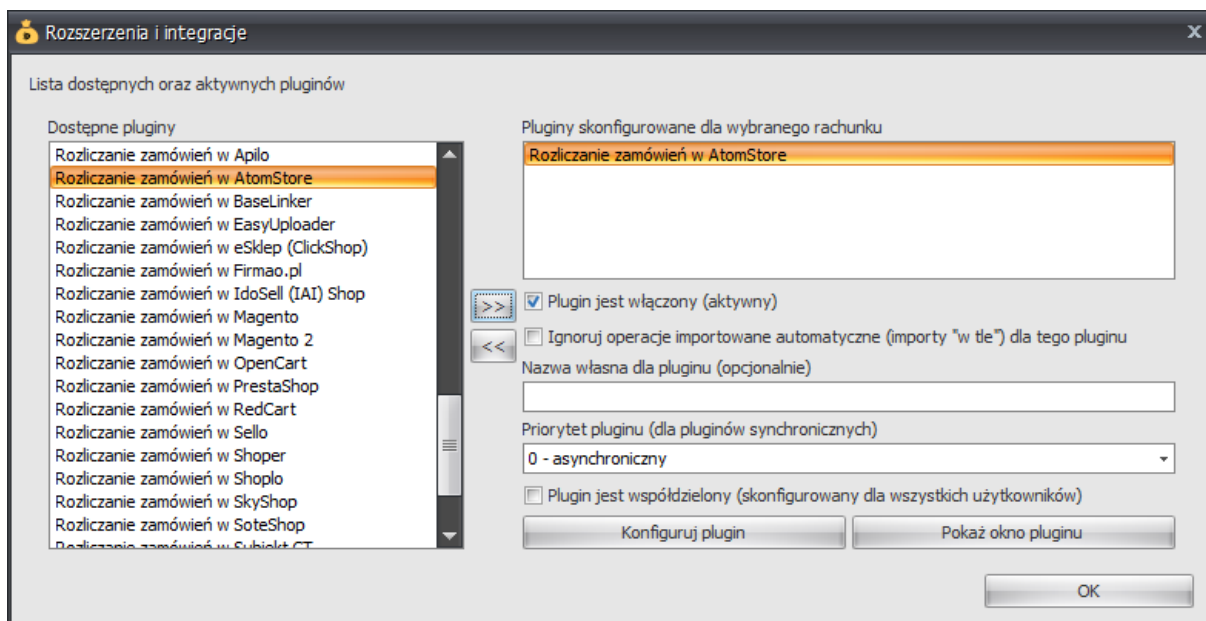 Rozszerzenia i integracje
x
Lista dostępnych oraz aktywnych pluginów
Dostępne pluginy
Rozliczanie zamówień w Apilo
Rozliczanie zamówień w AtomStore
Rozliczanie zamówień w BaseLinker
Rozliczanie zamówień w EasyUploader
Rozliczanie zamówień w eSklep (ClickShop)
Rozliczanie zamówień w Firmao.pl
Rozliczanie zamówień w IdoSell (IAI) Shop
Rozliczanie zamówień w Magento
Rozliczanie zamówień w Magento 2
Rozliczanie zamówień w OpenCart
Rozliczanie zamówień w PrestaShop
Rozliczanie zamówień w RedCart
Rozliczanie zamówień w Sello
Rozliczanie zamówień w Shoper
Rozliczanie zamówień w Shoplo
Rozliczanie zamówień w SkyShop
Rozliczanie zamówień w SoteShop
Rozliczanie zamówień w Subiekt GT
>>
<<
Pluginy skonfigurowane dla wybranego rachunku
Rozliczanie zamówień w AtomStore
Plugin jest włączony (aktywny)
Ignoruj operacje importowane automatyczne (importy "w tle") dla tego pluginu
Nazwa własna dla pluginu (opcjonalnie)
Priorytet pluginu (dla pluginów synchronicznych)
0 - asynchroniczny
Plugin jest współdzielony (skonfigurowany dla wszystkich użytkowników)
Konfiguruj plugin
Pokaż okno pluginu
OK